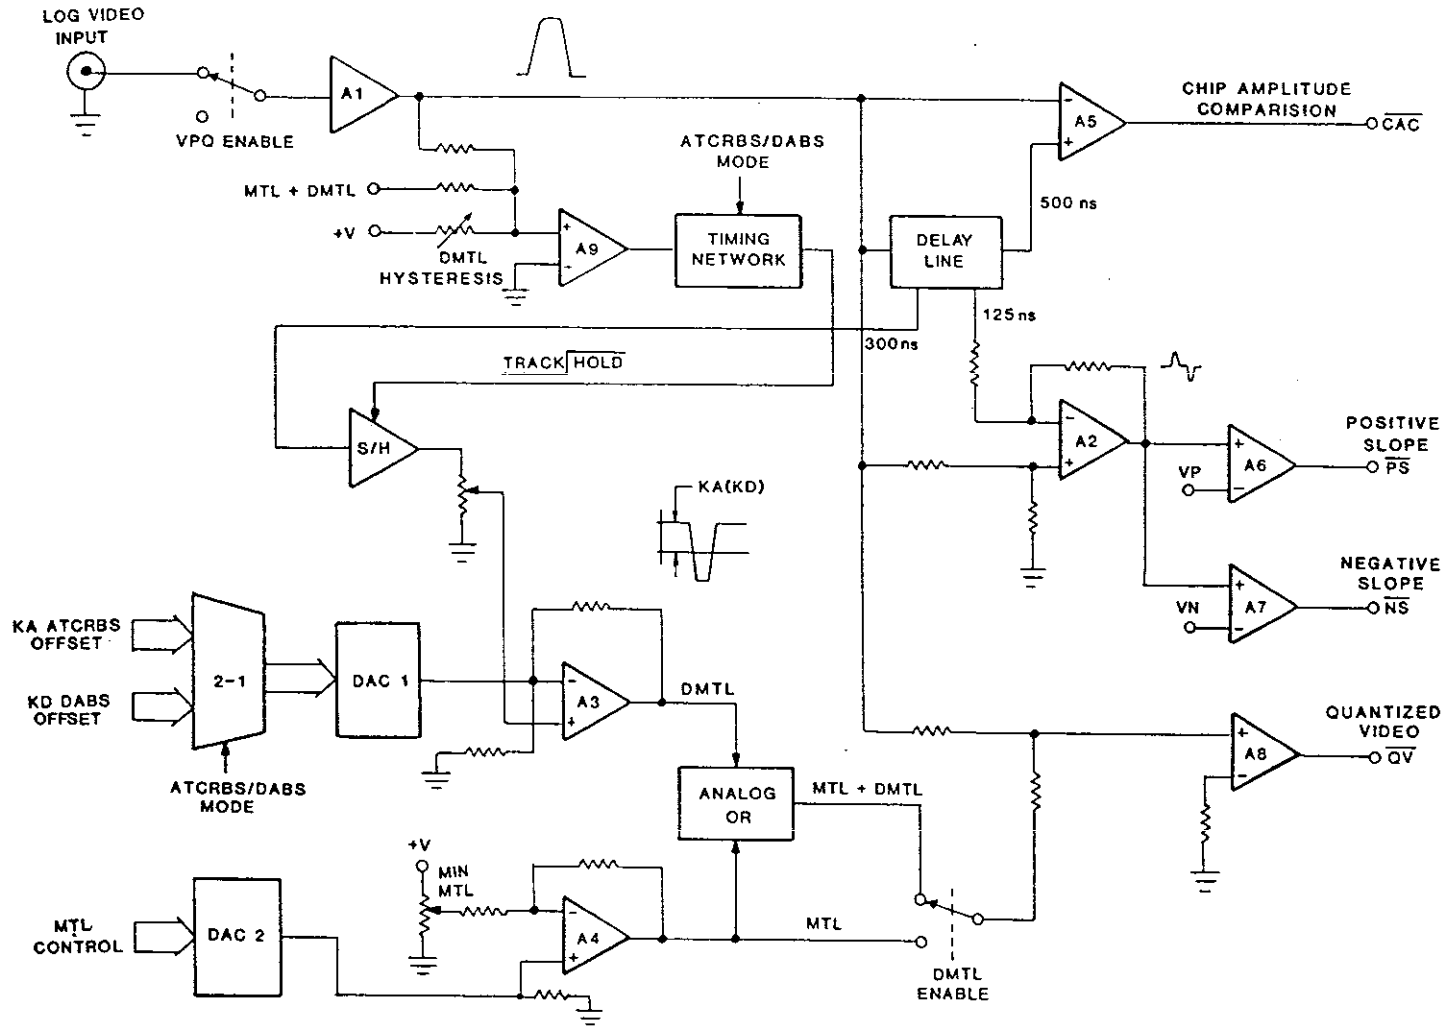 LOG VIDEO
INPUT
VPQ ENABLE
A1
MTL + DMTL
+V
DMTL
HYSTERESIS
A9
ATCRBS/DABS
MODE
TIMING
NETWORK
DELAY
LINE
500 ns
125 ns
300 ns
A5
CHIP AMPLITUDE
COMPARISION
CAC
TRACK HOLD
S/H
A2
VP
A6
POSITIVE
SLOPE
PS
VN
A7
NEGATIVE
SLOPE
NS
KA(KD)
KA ATCRBS
OFFSET
KD DABS
OFFSET
2-1
ATCRBS/DABS
MODE
DAC 1
A3
DMTL
ANALOG
OR
MTL + DMTL
A8
QUANTIZED
VIDEO
QV
+V
MIN
MTL
MTL
CONTROL
DAC 2
A4
MTL
DMTL
ENABLE